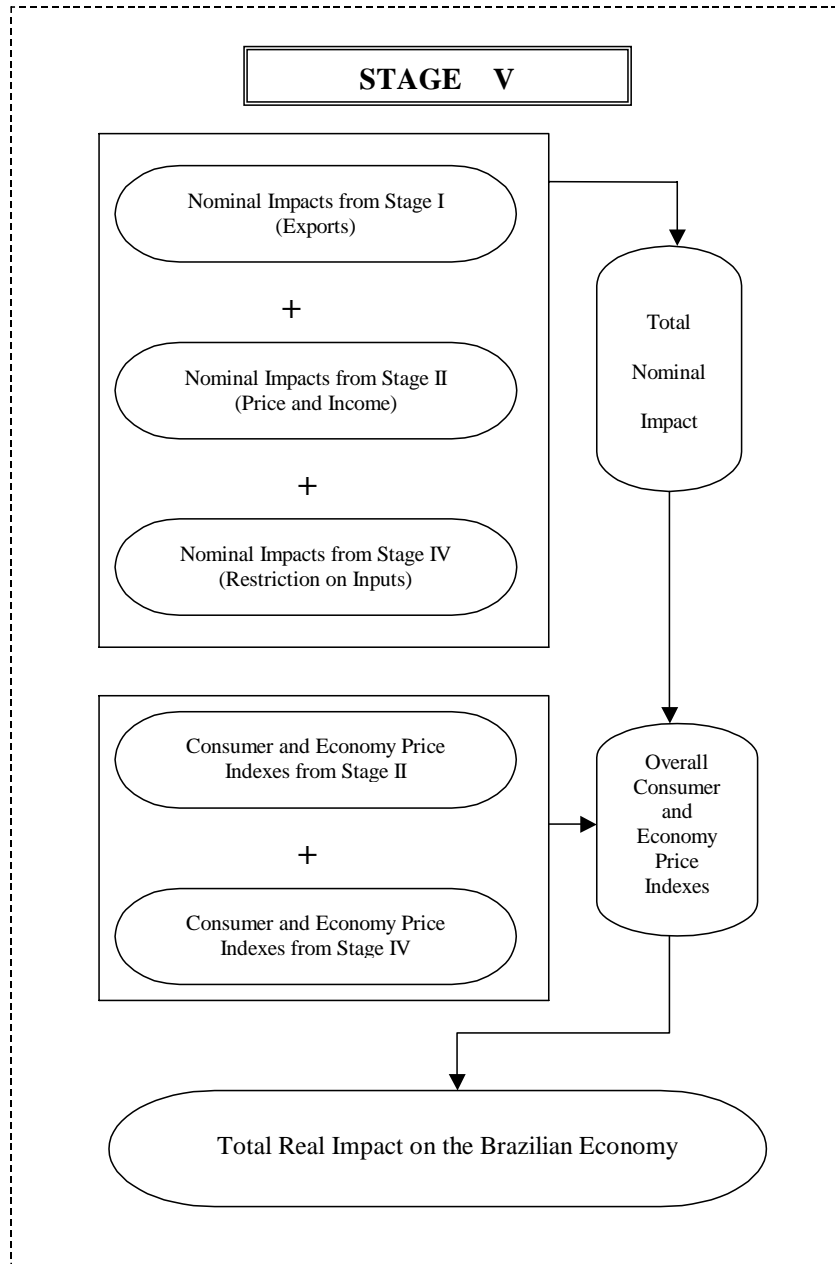 STAGE V
Nominal Impacts from Stage I
(Exports)
+
Nominal Impacts from Stage II
(Price and Income)
+
Nominal Impacts from Stage IV
(Restriction on Inputs)
Total
Nominal
Impact
Consumer and Economy Price
Indexes from Stage II
+
Consumer and Economy Price
Indexes from Stage IV
Overall
Consumer
and
Economy
Price
Indexes
Total Real Impact on the Brazilian Economy